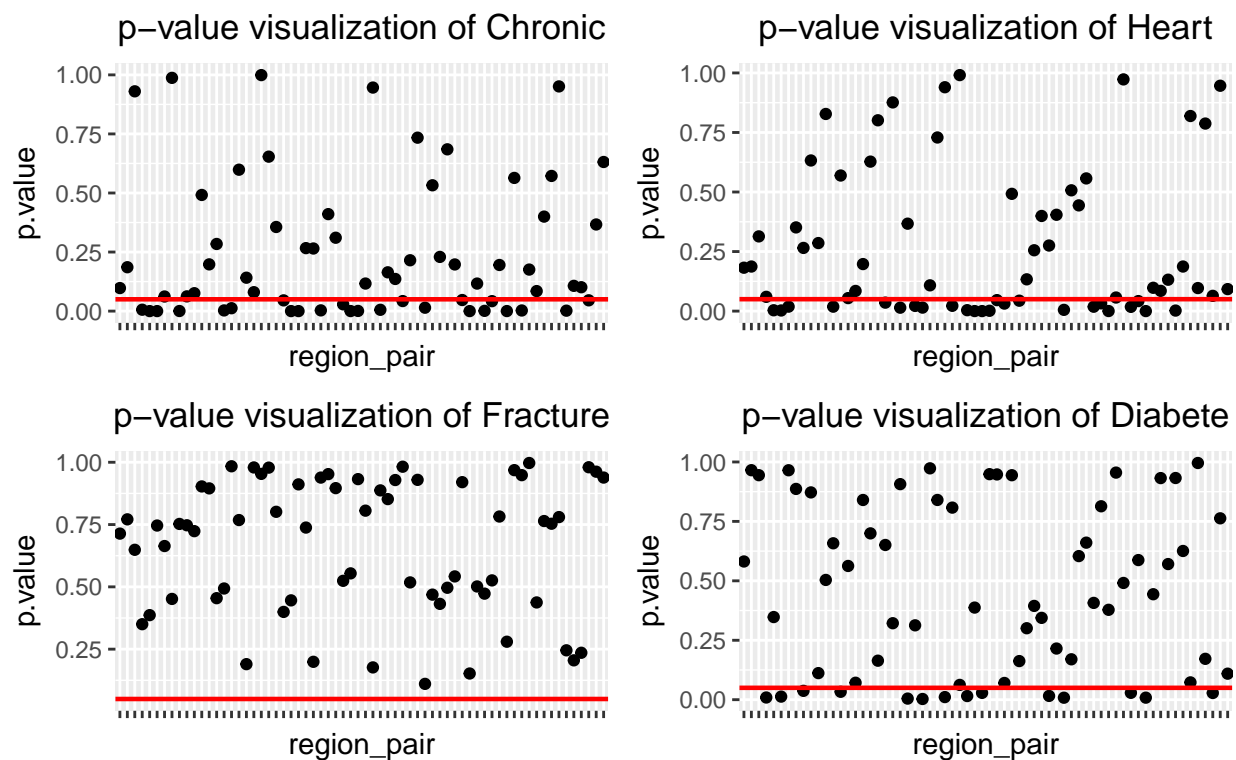 p−value visualization of Chronic
p.value
1.00
0.75
0.50
0.25
0.00
region_pair
p−value visualization of Heart
p.value
1.00
0.75
0.50
0.25
0.00
region_pair
p−value visualization of Fracture
p.value
1.00
0.75
0.50
0.25
region_pair
p−value visualization of Diabete
p.value
1.00
0.75
0.50
0.25
0.00
region_pair